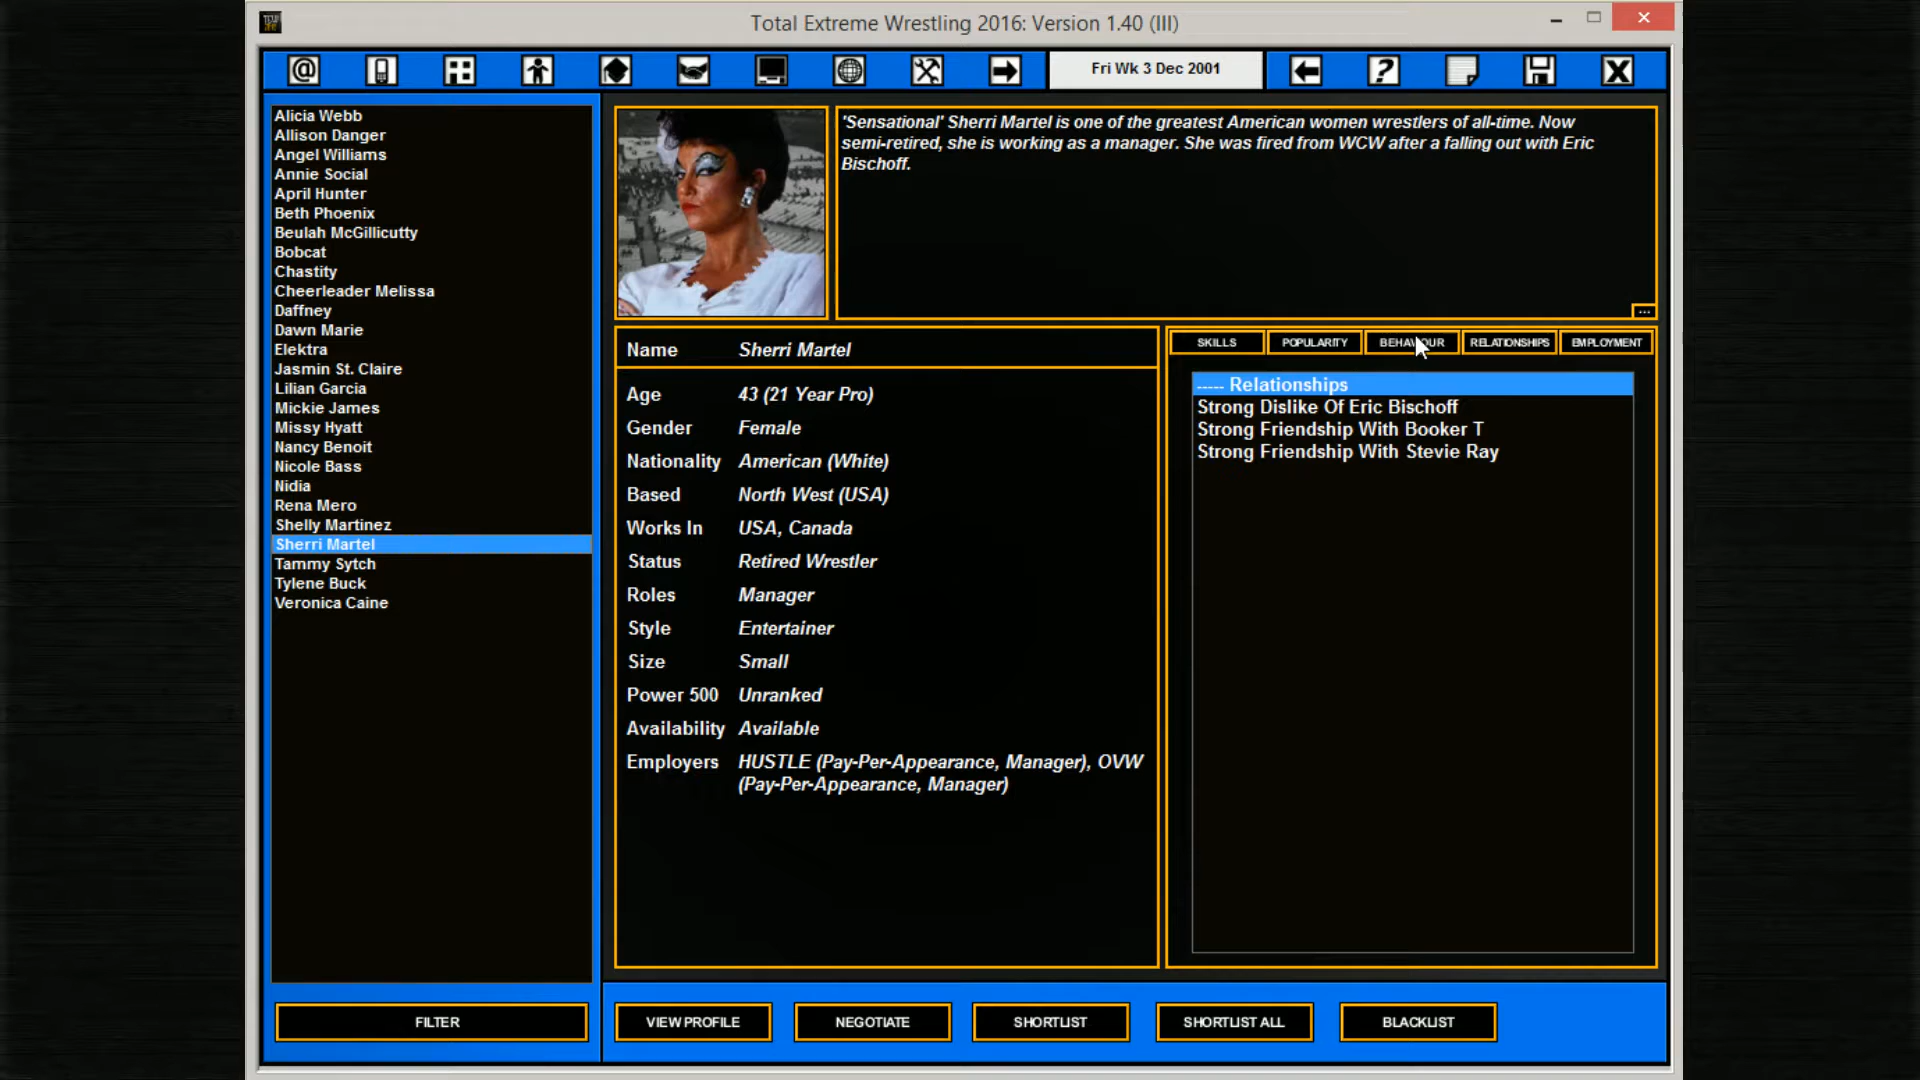 Total Extreme Wrestling 2016: Version 1.40 (III)
Fri Wk 3 Dec 2001
Alicia Webb
Allison Danger
Angel Williams
Annie Social
April Hunter
Beth Phoenix
Beulah McGillicutty
Bobcat
Chastity
Cheerleader Melissa
Daffney
Dawn Marie
Elektra
Jasmin St. Claire
Lilian Garcia
Mickie James
Missy Hyatt
Nancy Benoit
Nicole Bass
Nidia
Rena Mero
Shelly Martinez
Sherri Martel
Tammy Sytch
Tylene Buck
Veronica Caine
FILTER
'Sensational' Sherri Martel is one of the greatest American women wrestlers of all-time. Now
semi-retired, she is working as a manager. She was fired from WCW after a falling out with Eric
Bischoff.
...
Name Sherri Martel
Age 43 (21 Year Pro)
Gender Female
Nationality American (White)
Based North West (USA)
Works In USA, Canada
Status Retired Wrestler
Roles Manager
Style Entertainer
Size Small
Power 500 Unranked
Availability Available
Employers HUSTLE (Pay-Per-Appearance, Manager), OVW
(Pay-Per-Appearance, Manager)
SKILLS POPULARITY BEHAVIOUR RELATIONSHIPS EMPLOYMENT
----- Relationships
Strong Dislike Of Eric Bischoff
Strong Friendship With Booker T
Strong Friendship With Stevie Ray
VIEW PROFILE NEGOTIATE SHORTLIST SHORTLIST ALL BLACKLIST